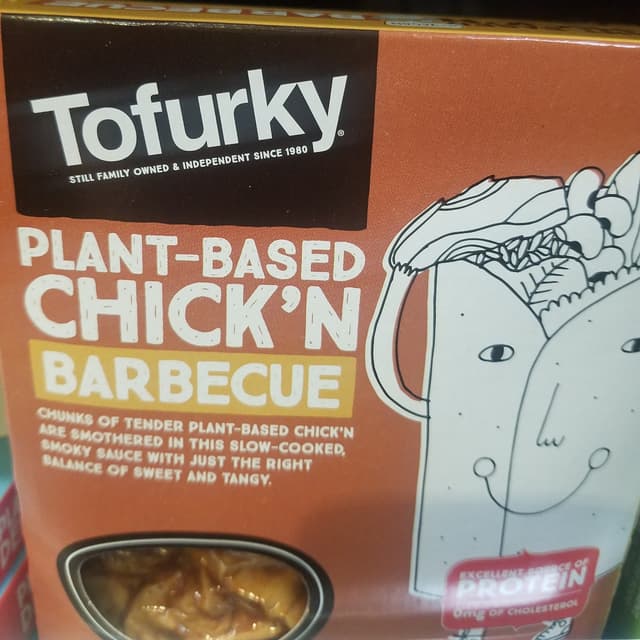 Tofurky®
STILL FAMILY OWNED & INDEPENDENT SINCE 1980
PLANT-BASED
CHICK'N
BARBECUE
CHUNKS OF TENDER PLANT-BASED CHICK'N
ARE SMOTHERED IN THIS SLOW-COOKED,
SMOKY SAUCE WITH JUST THE RIGHT
BALANCE OF SWEET AND TANGY.
EXCELLENT SOURCE OF
PROTEIN
0mg OF CHOLESTEROL